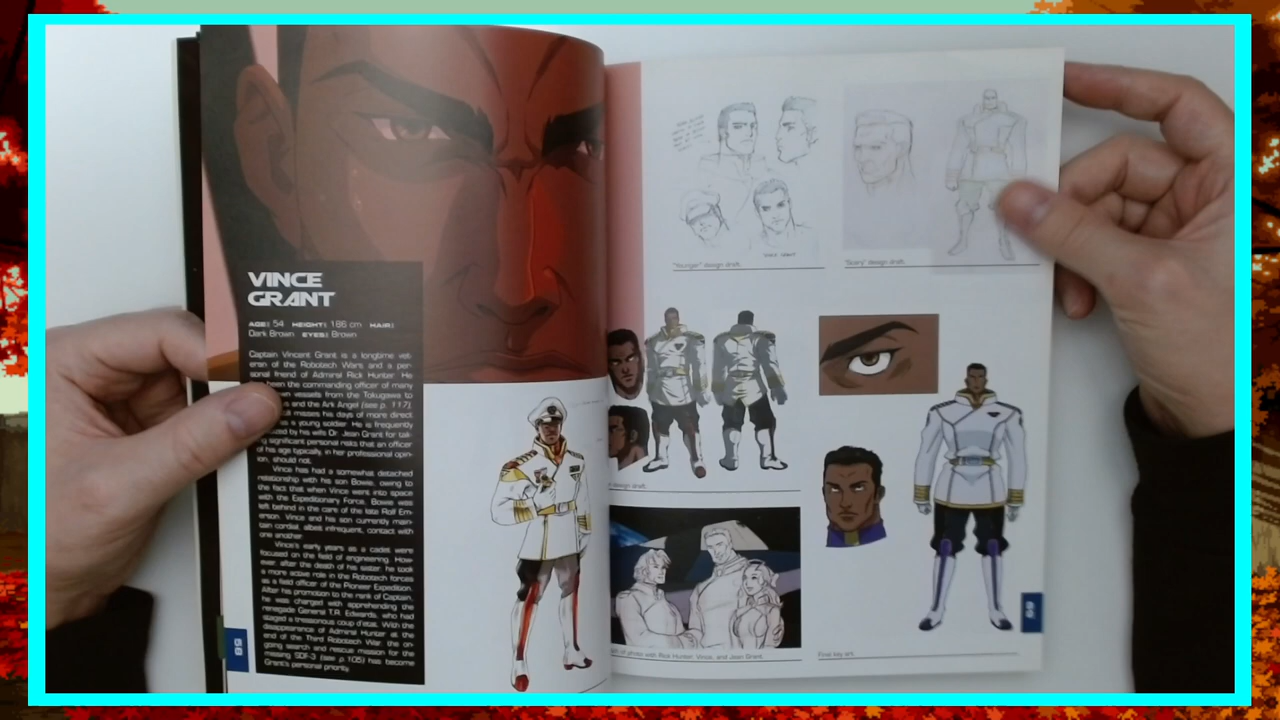 VINCE
GRANT
AGE: 54 HEIGHT: 186 cm HAIR:
Dark Brown EYES: Brown
Captain Vincent Grant is a longtime vet-
eran of the Robotech Wars and a per-
sonal friend of Admiral Rick Hunter. He
been the commanding officer of many
vessels from the Tokugawa to
and the Ark Angel (see p. 117).
misses his days of more direct
as a young soldier. He is frequently
by his wife Dr. Jean Grant for tak-
significant personal risks that an officer
of his age typically, in her professional opin-
ion, should not.
Vince has had a somewhat detached
relationship with his son Bowie, owing to
the fact that when Vince went into space
with the Expeditionary Force, Bowie was
left behind in the care of the late Rolf Em-
erson. Vince and his son currently main-
tain cordial, albeit infrequent, contact with
one another.
Vince's early years as a cadet were
focused on the field of engineering. How-
ever, after the death of his sister, he took
a more active role in the Robotech forces
as a field officer of the Pioneer Expedition.
After his promotion to the rank of Captain,
he was charged with apprehending the
renegade General T.R. Edwards, who had
staged a treasonous coup d'etat. With the
disappearance of Admiral Hunter at the
end of the Third Robotech War, the on-
going search and rescue mission for the
missing SDF-3 (see p.105) has become
Grant's personal priority.
"Younger" design draft.
"Scary" design draft.
design draft.
of photo with Rick Hunter, Vince, and Jean Grant.
Final key art.